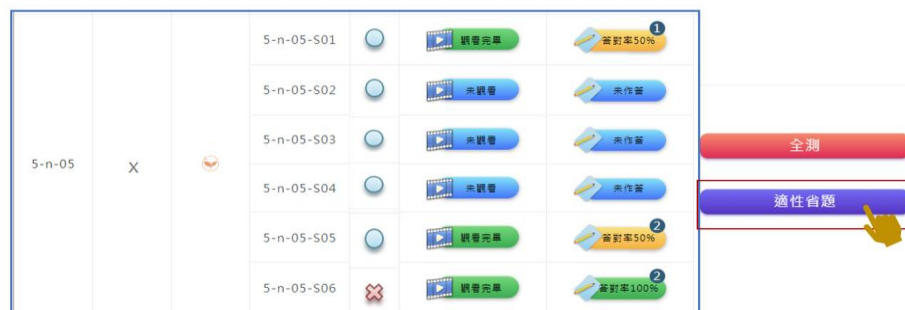 5-n-05
X
5-n-05-S01
觀看完畢
答對率50%
1
5-n-05-S02
未觀看
未作答
5-n-05-S03
未觀看
未作答
5-n-05-S04
未觀看
未作答
5-n-05-S05
觀看完畢
答對率50%
2
5-n-05-S06
觀看完畢
答對率100%
2
全測
適性省題